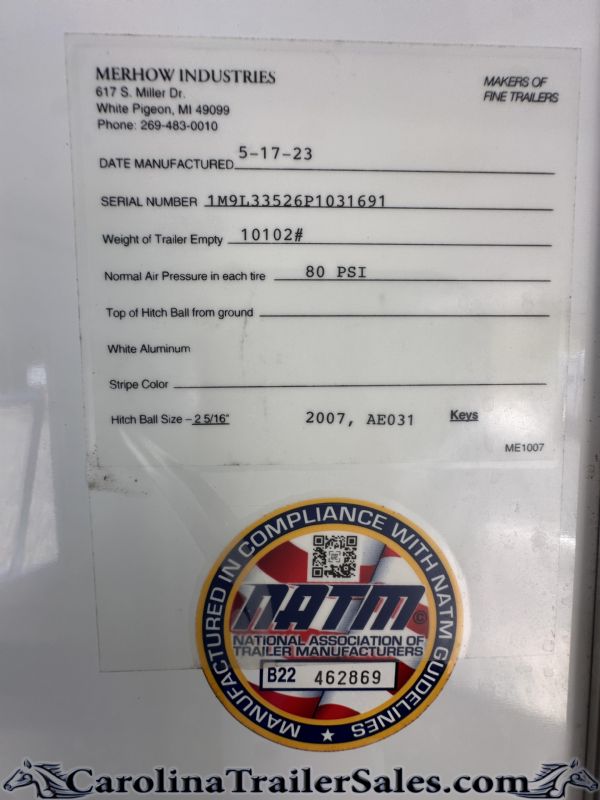 MERHOW INDUSTRIES
617 S. Miller Dr.
White Pigeon, MI 49099
Phone: 269-483-0010
MAKERS OF
FINE TRAILERS
DATE MANUFACTURED 5-17-23
SERIAL NUMBER 1M9L33526P1031691
Weight of Trailer Empty 10102#
Normal Air Pressure in each tire 80 PSI
Top of Hitch Ball from ground
White Aluminum
Stripe Color
Hitch Ball Size – 2 5/16" 2007, AE031 Keys
ME1007
MANUFACTURED IN COMPLIANCE WITH NATM GUIDELINES
NATM©
NATIONAL ASSOCIATION OF
TRAILER MANUFACTURERS
B22 462869
CarolinaTrailerSales.com